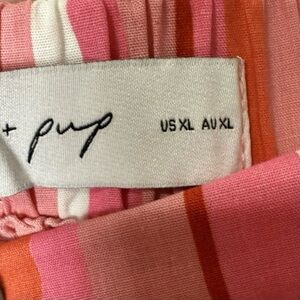 + pup
US XL AU XL